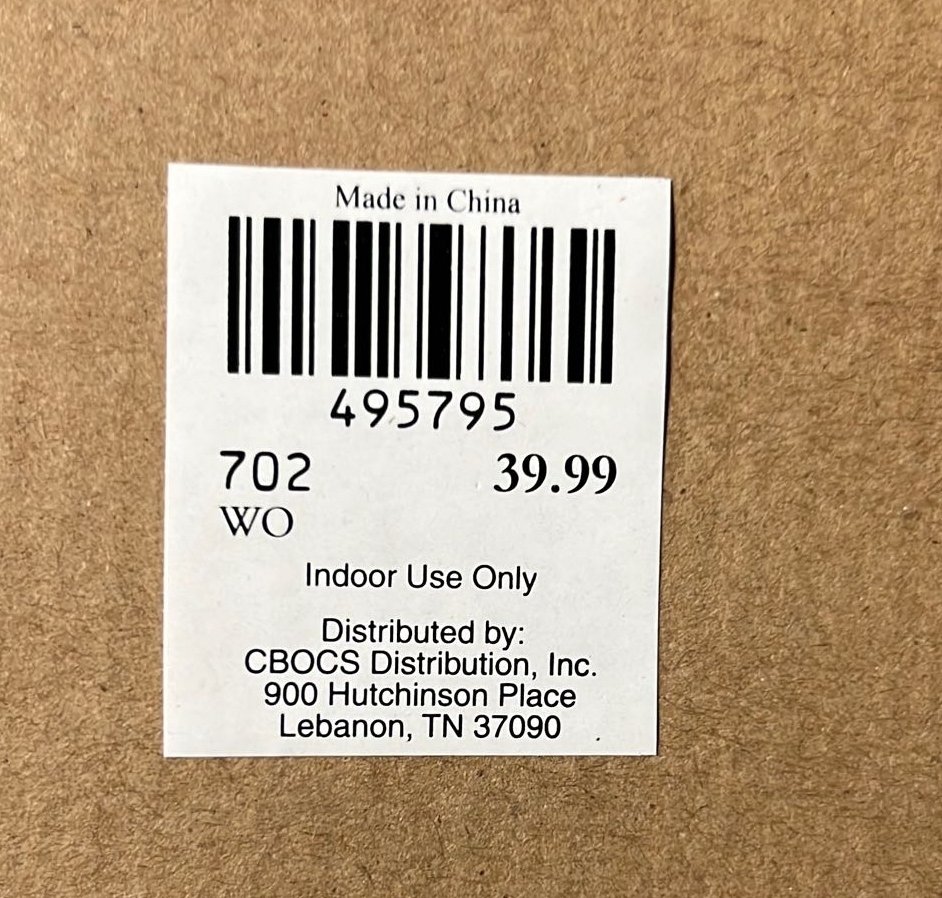 Made in China
495795
702 39.99
WO
Indoor Use Only
Distributed by:
CBOCS Distribution, Inc.
900 Hutchinson Place
Lebanon, TN 37090